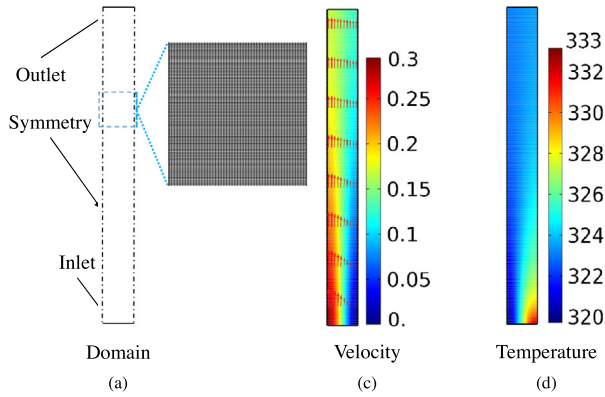 Outlet
Symmetry
Inlet
Domain
(a)
0.3
0.25
0.2
0.15
0.1
0.05
0.
Velocity
(c)
333
332
330
328
326
324
322
320
Temperature
(d)